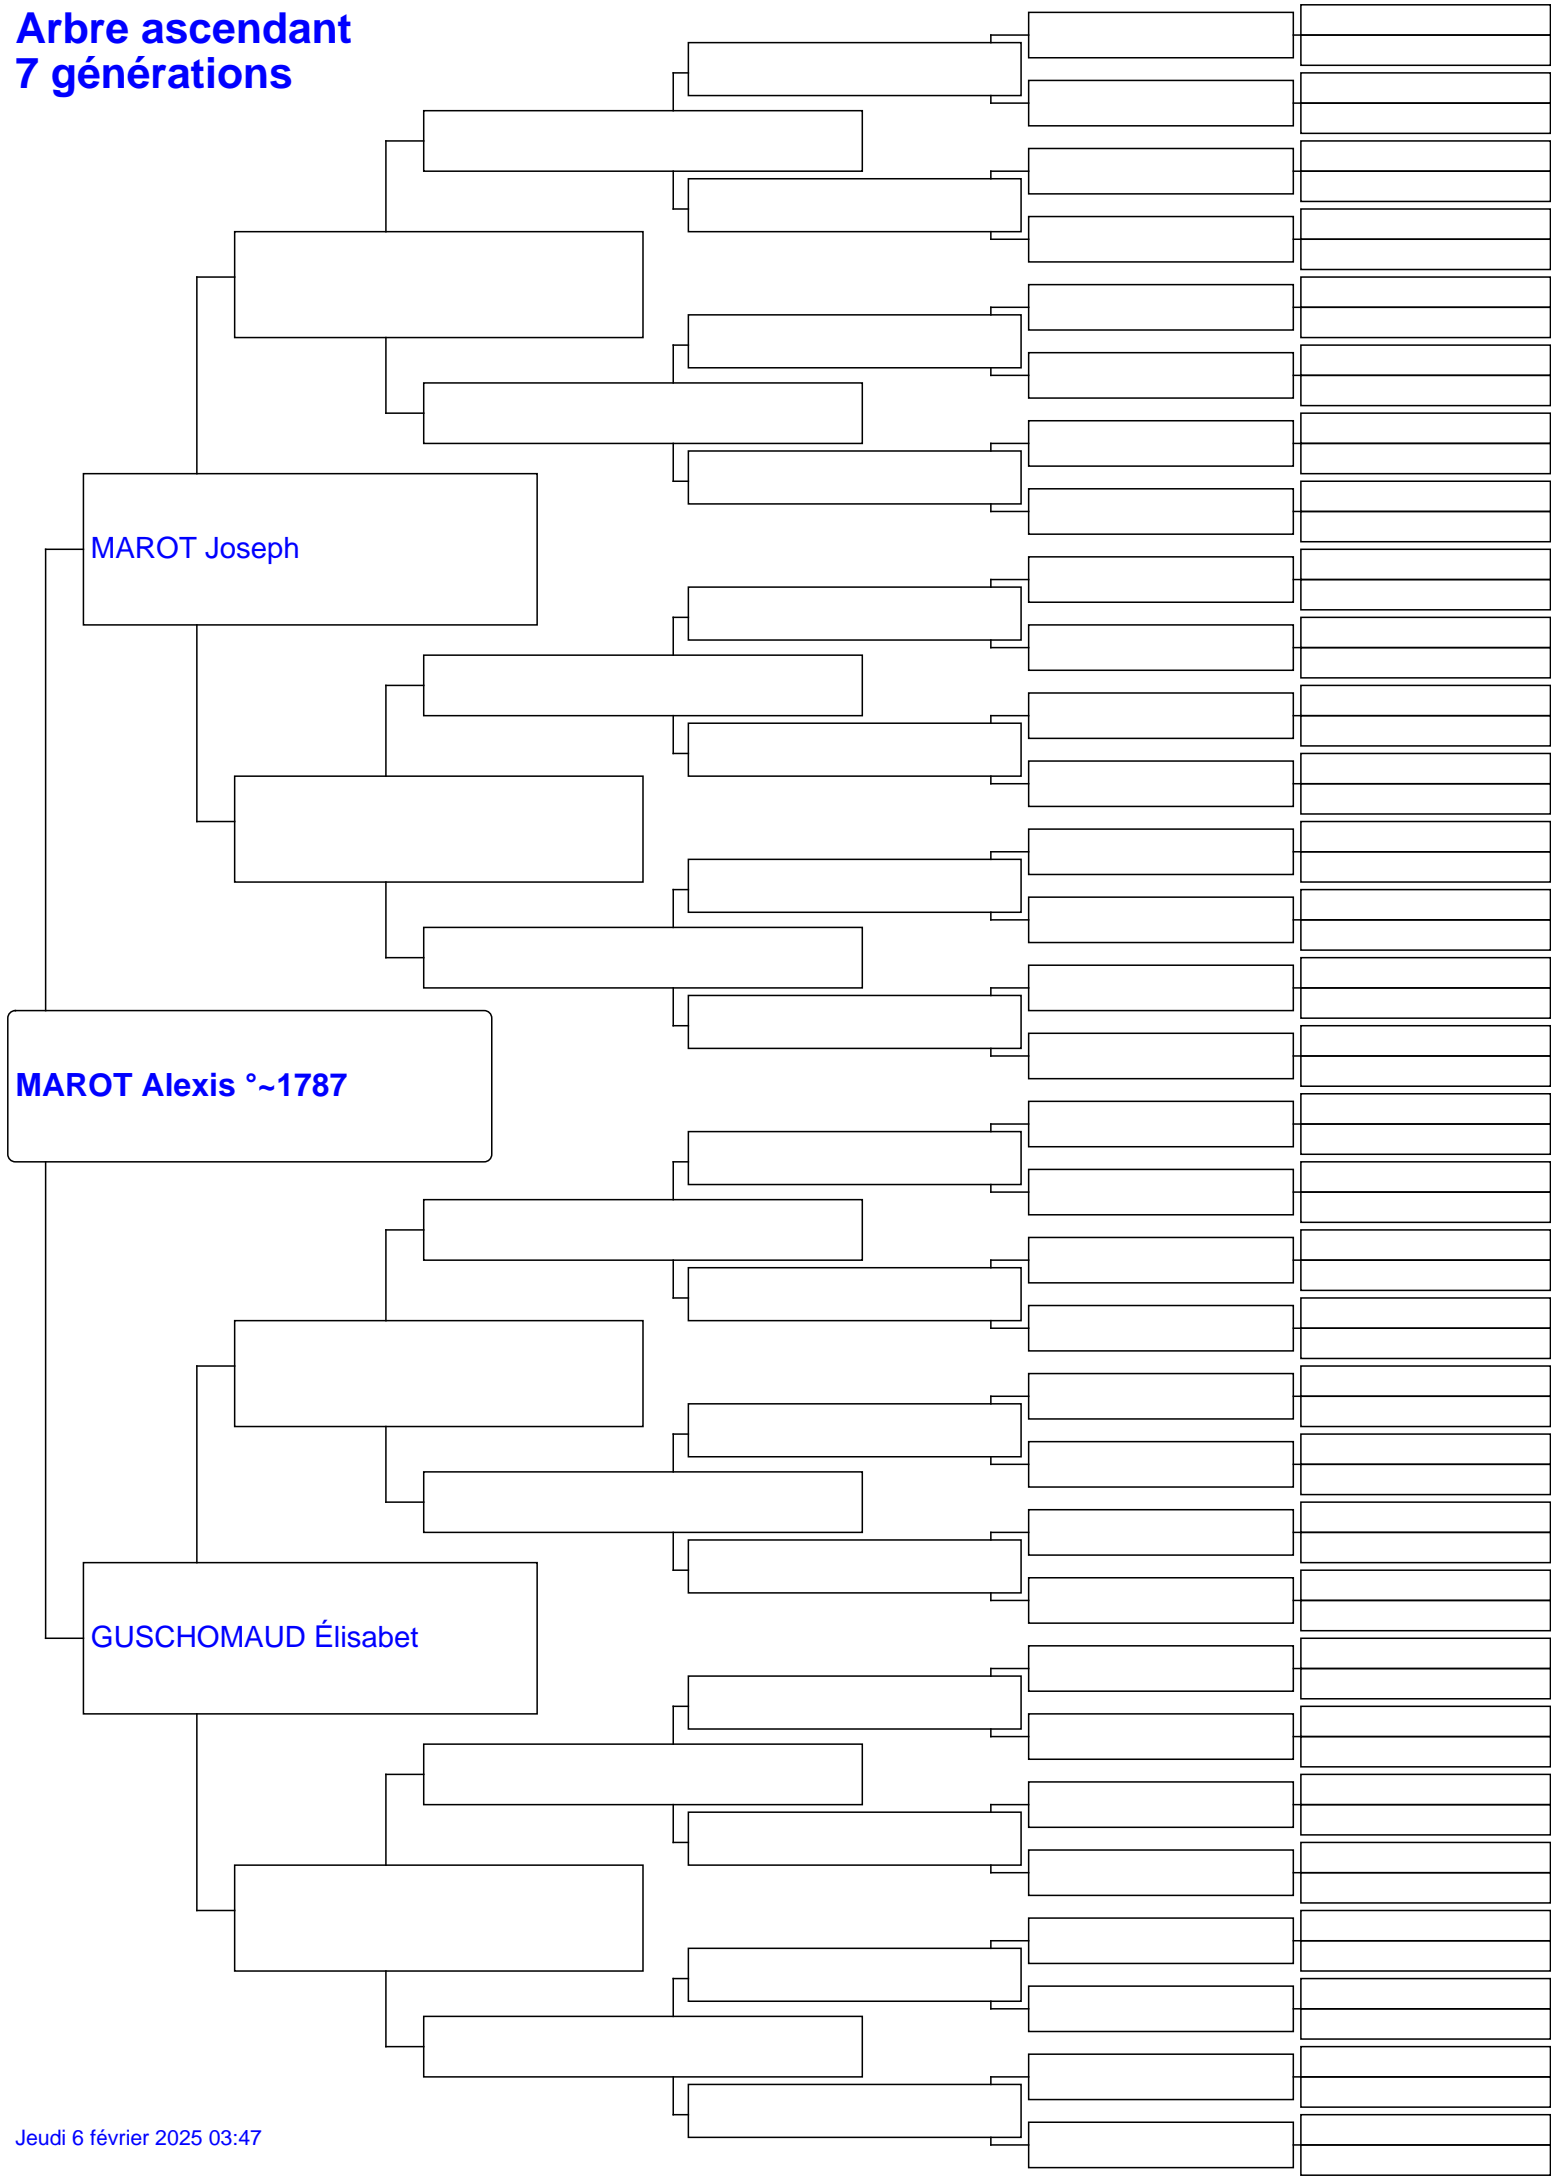 Arbre ascendant
7 générations
MAROT Joseph
MAROT Alexis °~1787
GUSCHOMAUD Élisabet
Jeudi 6 février 2025 03:47